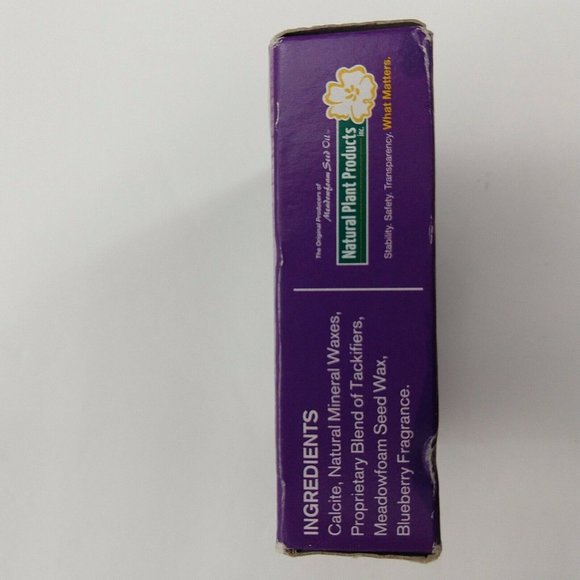 INGREDIENTS
Calcite, Natural Mineral Waxes,
Proprietary Blend of Tackifiers,
Meadowfoam Seed Wax,
Blueberry Fragrance.
The Original Producers of
Meadowfoam Seed Oil™
Natural Plant Products
inc.
Stability. Safety. Transparency. What Matters.